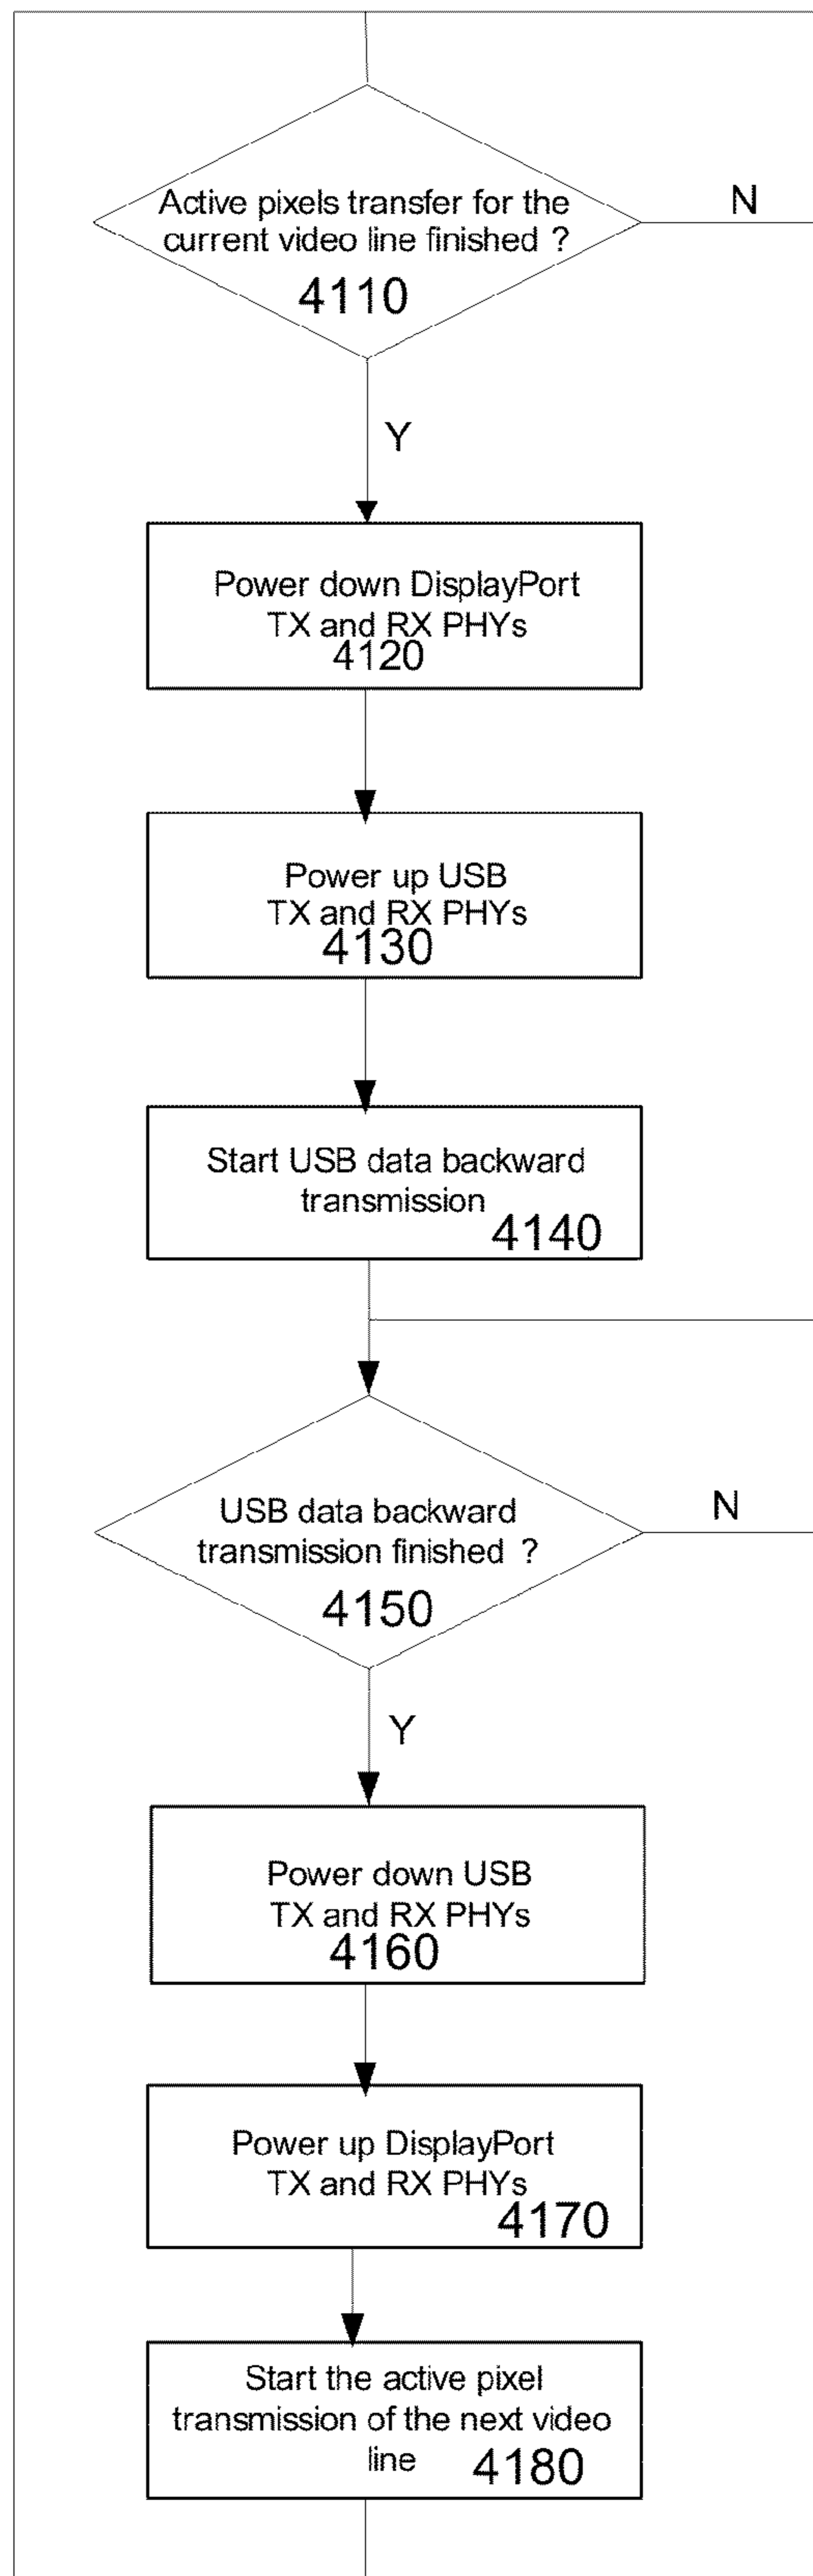 Active pixels transfer for the
current video line finished ?
4110
N
Y
Power down DisplayPort
TX and RX PHYs
4120
Power up USB
TX and RX PHYs
4130
Start USB data backward
transmission
4140
USB data backward
transmission finished ?
4150
N
Y
Power down USB
TX and RX PHYs
4160
Power up DisplayPort
TX and RX PHYs
4170
Start the active pixel
transmission of the next video
line 4180